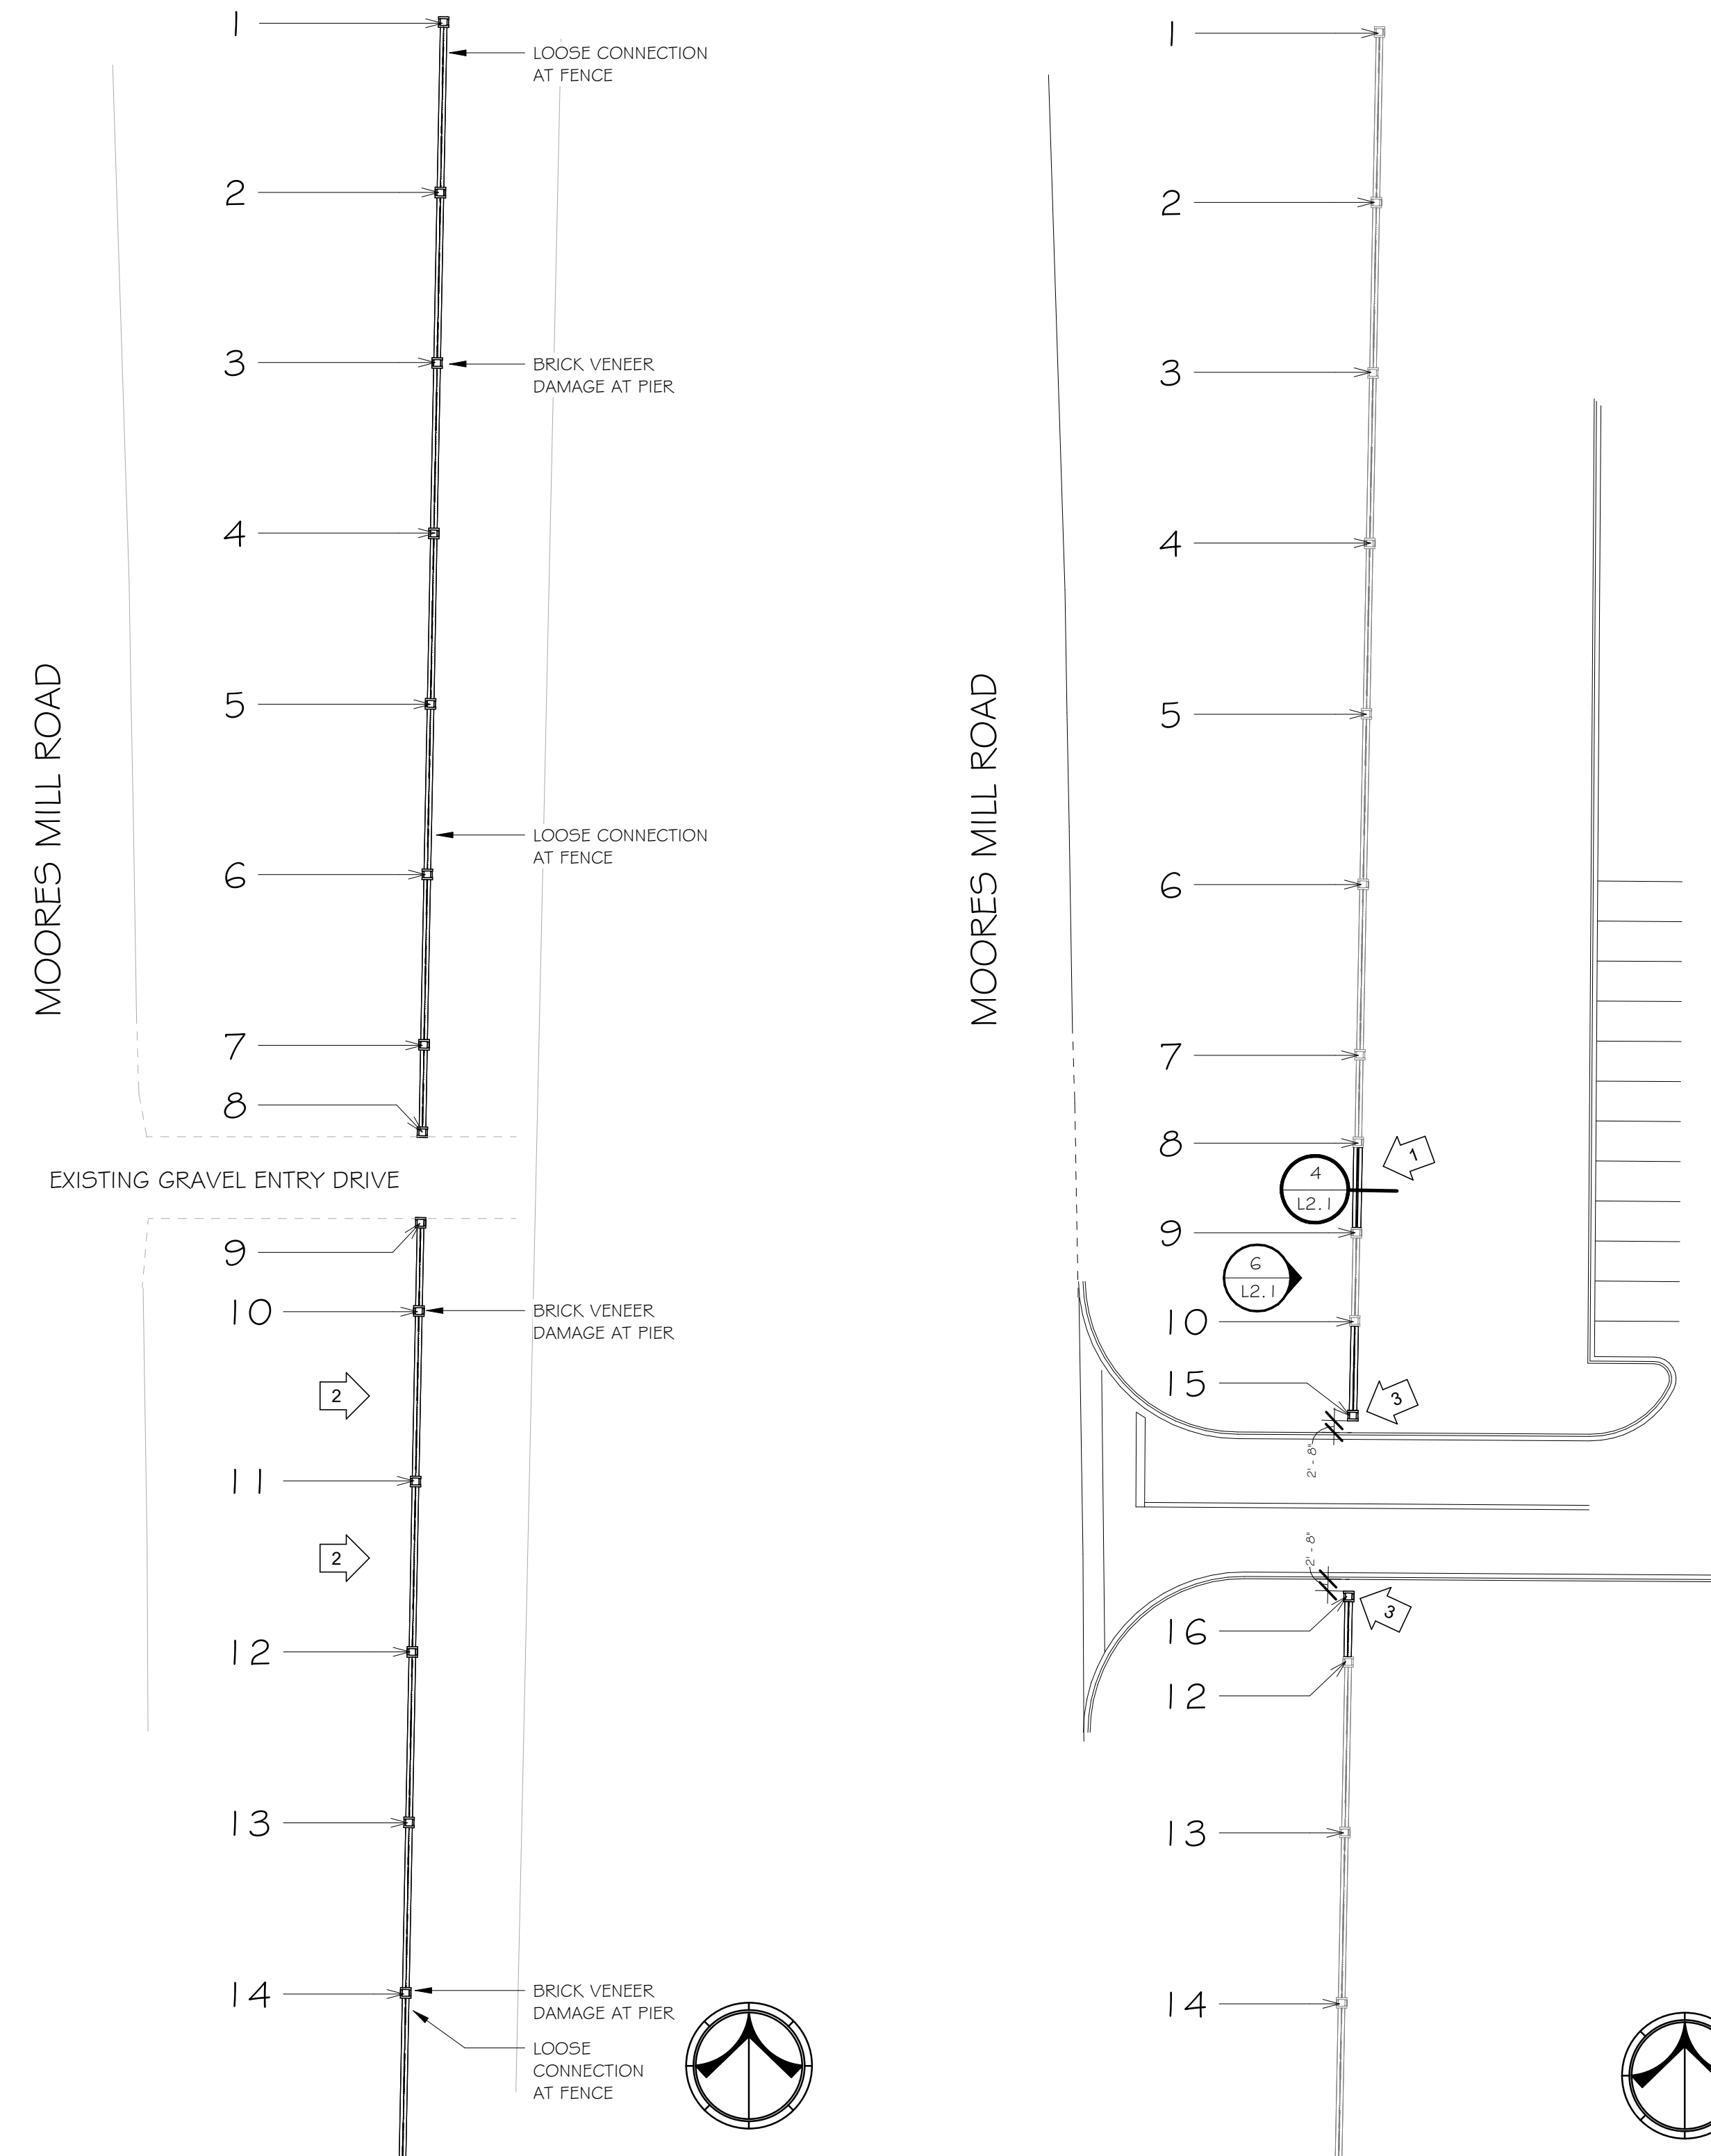 1
LOOSE CONNECTION
AT FENCE
2
3
BRICK VENEER
DAMAGE AT PIER
4
MOORES MILL ROAD
5
LOOSE CONNECTION
AT FENCE
6
7
8
EXISTING GRAVEL ENTRY DRIVE
9
10
BRICK VENEER
DAMAGE AT PIER
2
11
2
12
13
14
BRICK VENEER
DAMAGE AT PIER
LOOSE
CONNECTION
AT FENCE
1
2
3
4
MOORES MILL ROAD
5
6
7
8
1
4
L2.1
9
6
L2.1
10
15
3
2' - 8"
2' - 8"
3
16
12
13
14